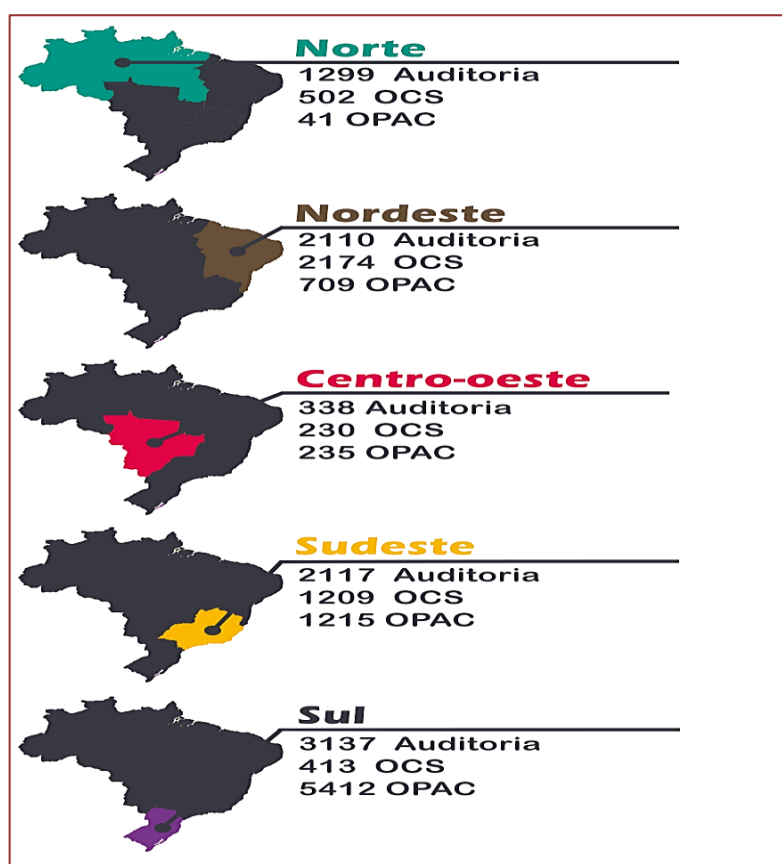 Norte
1299 Auditoria
502 OCS
41 OPAC
Nordeste
2110 Auditoria
2174 OCS
709 OPAC
Centro-oeste
338 Auditoria
230 OCS
235 OPAC
Sudeste
2117 Auditoria
1209 OCS
1215 OPAC
Sul
3137 Auditoria
413 OCS
5412 OPAC